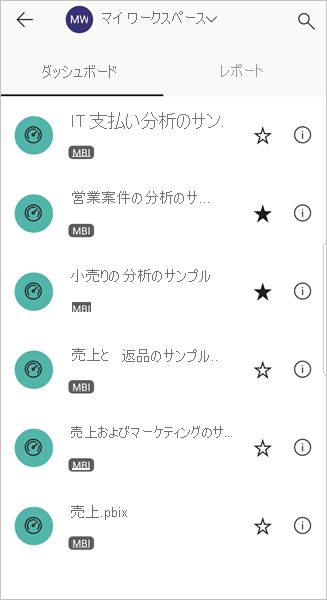 MW マイ ワークスペース
ダッシュボード レポート
IT 支払い分析のサン.
MBI
営業案件の分析のサ...
MBI
小売りの分析のサンプル
MBI
売上と 返品のサンプル..
MBI
売上およびマーケティングのサ...
MBI
売上.pbix
MBI